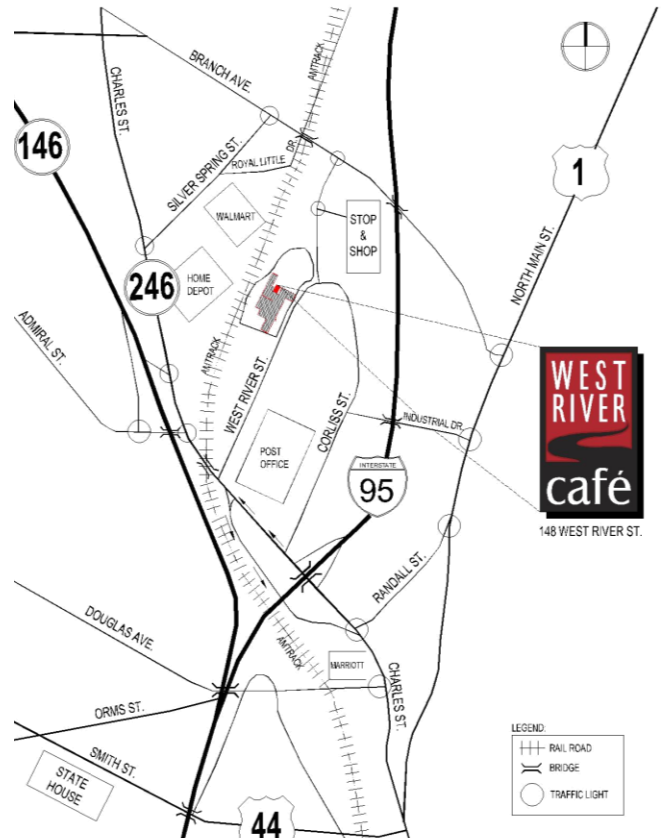 AMTRACK
BRANCH AVE.
CHARLES ST.
146
SILVER SPRING ST.
ROYAL LITTLE
DR.
1
WALMART
STOP
&
SHOP
NORTH MAIN ST.
246
HOME
DEPOT
ADMIRAL ST.
AMTRACK
WEST RIVER ST.
CORLISS ST.
INDUSTRIAL DR.
POST
OFFICE
INTERSTATE
95
WEST
RIVER
café
148 WEST RIVER ST.
RANDALL ST.
DOUGLAS AVE.
AMTRACK
MARRIOTT
CHARLES ST.
ORMS ST.
SMITH ST.
STATE
HOUSE
44
LEGEND:
RAIL ROAD
BRIDGE
TRAFFIC LIGHT